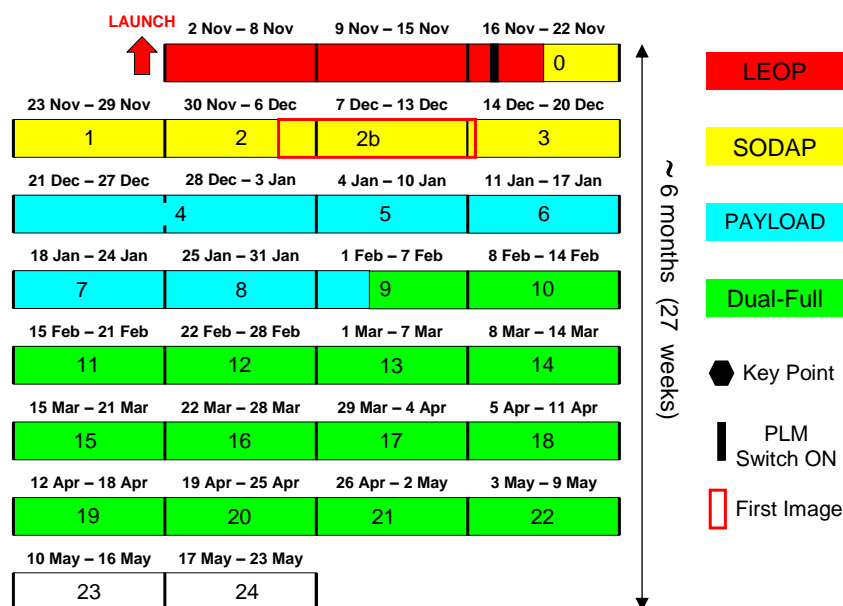 LAUNCH
2 Nov – 8 Nov
9 Nov – 15 Nov
16 Nov – 22 Nov
0
23 Nov – 29 Nov
30 Nov – 6 Dec
7 Dec – 13 Dec
14 Dec – 20 Dec
1
2
2b
3
21 Dec – 27 Dec
28 Dec – 3 Jan
4 Jan – 10 Jan
11 Jan – 17 Jan
4
5
6
18 Jan – 24 Jan
25 Jan – 31 Jan
1 Feb – 7 Feb
8 Feb – 14 Feb
7
8
9
10
15 Feb – 21 Feb
22 Feb – 28 Feb
1 Mar – 7 Mar
8 Mar – 14 Mar
11
12
13
14
15 Mar – 21 Mar
22 Mar – 28 Mar
29 Mar – 4 Apr
5 Apr – 11 Apr
15
16
17
18
12 Apr – 18 Apr
19 Apr – 25 Apr
26 Apr – 2 May
3 May – 9 May
19
20
21
22
10 May – 16 May
17 May – 23 May
23
24
~ 6 months (27 weeks)
LEOP
SODAP
PAYLOAD
Dual-Full
Key Point
PLM
Switch ON
First Image